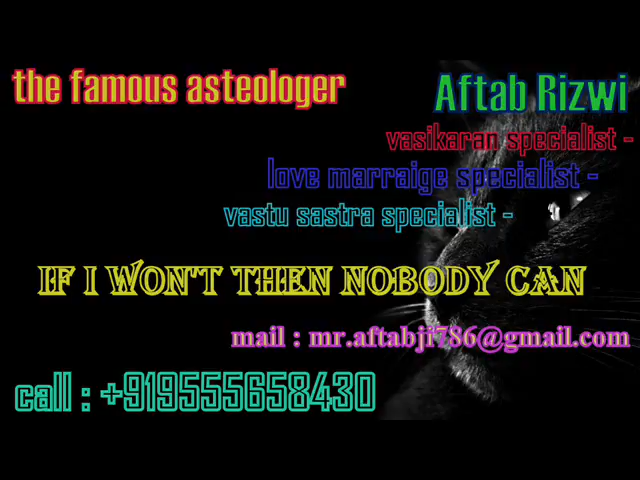 the famous asteologer
Aftab Rizwi
vasikaran specialist -
love marraige specialist -
vastu sastra specialist -
IF I WON'T THEN NOBODY CAN
mail : mr.aftabji786@gmail.com
call : +919555658430